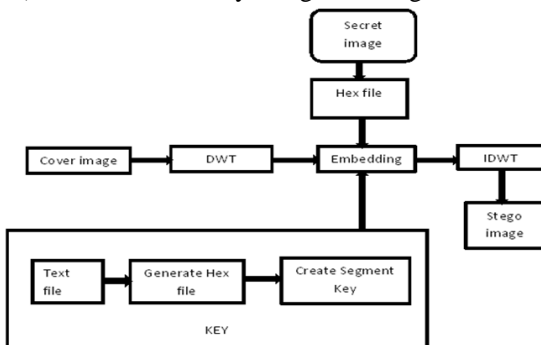 Secret
image
Hex file
Cover image
DWT
Embedding
IDWT
Stego
image
Text
file
Generate Hex
file
Create Segment
Key
KEY